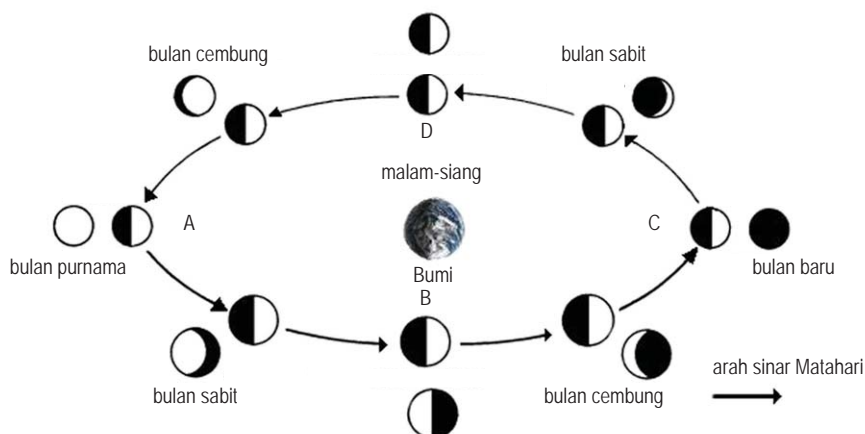 bulan cembung
bulan sabit
D
malam-siang
A
C
bulan purnama
Bumi
bulan baru
B
bulan sabit
bulan cembung
arah sinar Matahari